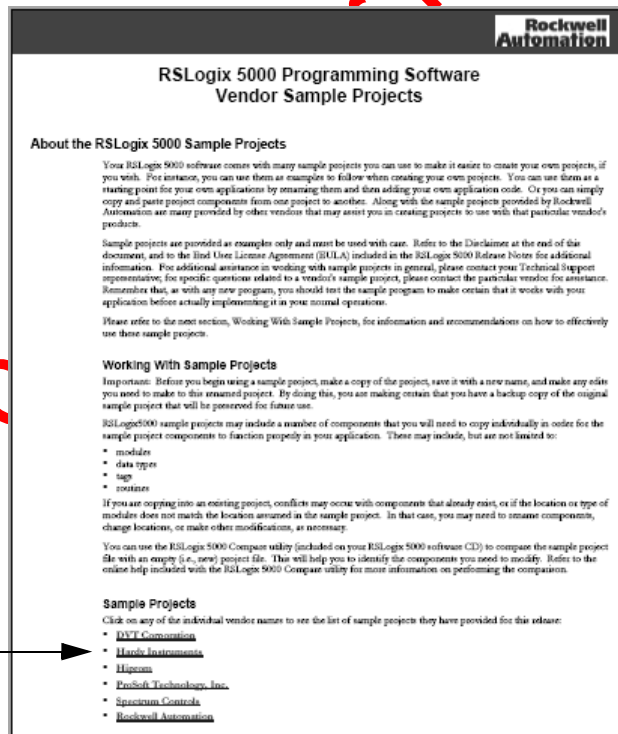 Rockwell
Automation
RSLogix 5000 Programming Software
Vendor Sample Projects
About the RSLogix 5000 Sample Projects
Your RSLogix 5000 software comes with many sample projects you can use to make it easier to create your own projects, if
you wish. For instance, you can use them as examples to follow when creating your own projects. You can use them as a
starting point for your own applications by renaming them and then adding your own application code. Or you can simply
copy and paste project components from one project to another. Along with the sample projects provided by Rockwell
Automation are many provided by other vendors that may assist you in creating projects to use with that particular vendor's
products.
Sample projects are provided as examples only and must be used with care. Refer to the Disclaimer at the end of this
document, and to the End User License Agreement (EULA) included in the RSLogix 5000 Release Notes for additional
information. For additional assistance in working with sample projects in general, please contact your Technical Support
representative; for specific questions related to a vendor's sample project, please contact the particular vendor for assistance.
Remember that, as with any new program, you should test the sample program to make certain that it works with your
application before actually implementing it in your normal operations.
Please refer to the next section, Working With Sample Projects, for information and recommendations on how to effectively
use these sample projects.
Working With Sample Projects
Important: Before you begin using a sample project, make a copy of the project, save it with a new name, and make any edits
you need to make to this renamed project. By doing this, you are making certain that you have a backup copy of the original
sample project that will be preserved for future use.
RSLogix5000 sample projects may include a number of components that you will need to copy individually in order for the
sample project components to function properly in your application. These may include, but are not limited to:
• modules
• data types
• tags
• routines
If you are copying into an existing project, conflicts may occur with components that already exist, or if the location or type of
modules does not match the location assumed in the sample project. In that case, you may need to rename components,
change locations, or make other modifications, as necessary.
You can use the RSLogix 5000 Compare utility (included on your RSLogix 5000 software CD) to compare the sample project
file with an empty (i.e., new) project file. This will help you to identify the components you need to modify. Refer to the
online help included with the RSLogix 5000 Compare utility for more information on performing the comparison.
Sample Projects
Click on any of the individual vendor names to see the list of sample projects they have provided for this release:
• DVT Corporation
• Hardy Instruments
• Hiprom
• ProSoft Technology, Inc.
• Spectrum Controls
• Rockwell Automation